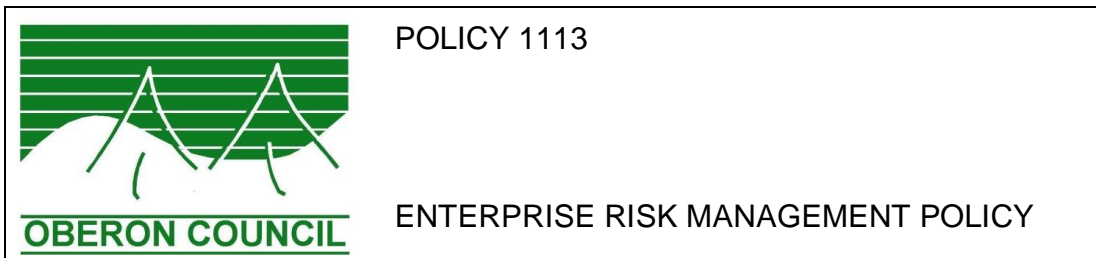 POLICY 1113
ENTERPRISE RISK MANAGEMENT POLICY
OBERON COUNCIL